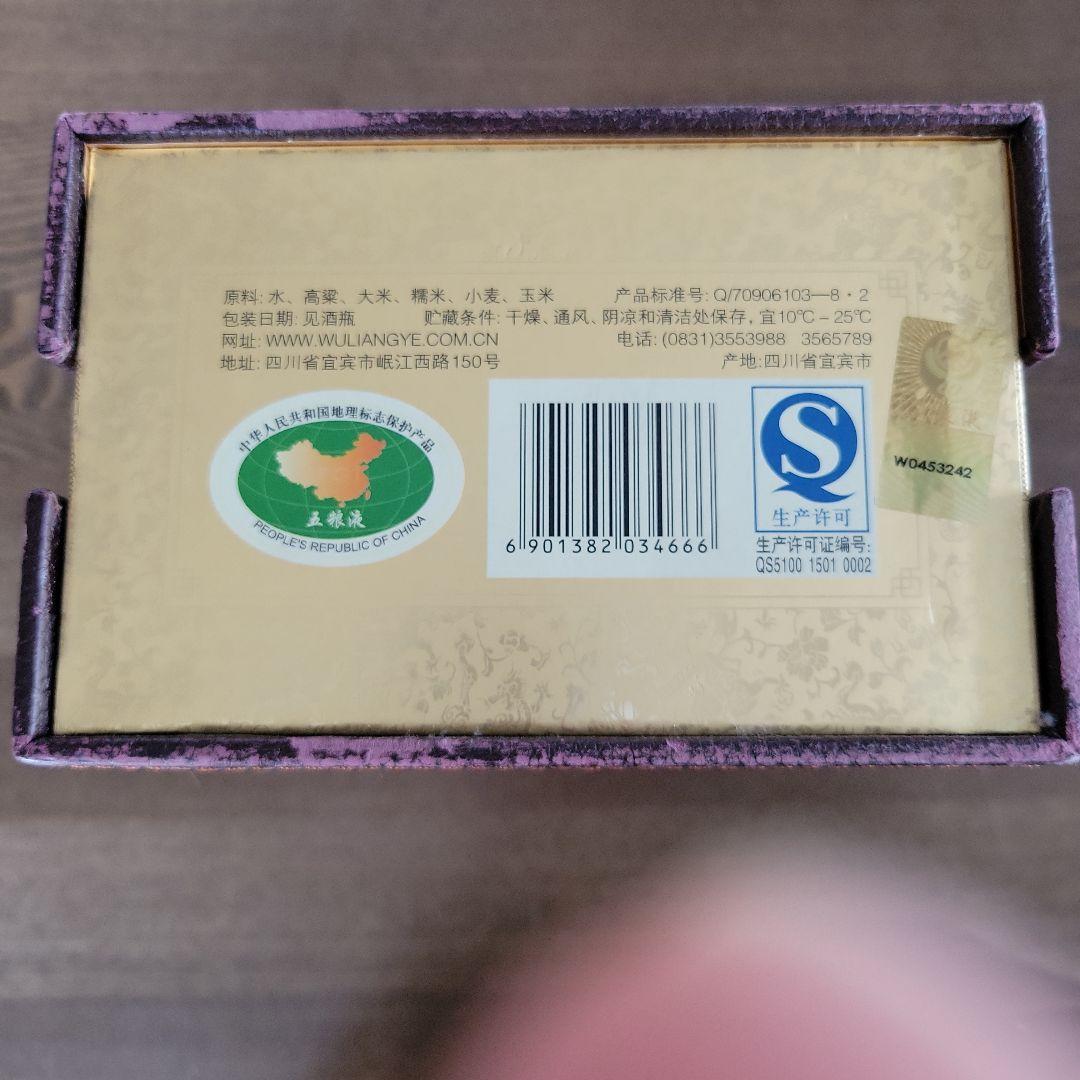 原料: 水、高粱、大米、糯米、小麦、玉米 产品标准号: Q/70906103—8·2
包装日期: 见酒瓶 贮藏条件: 干燥、通风、阴凉和清洁处保存, 宜10℃-25℃
网址: WWW.WULIANGYE.COM.CN 电话: (0831)3553988 3565789
地址: 四川省宜宾市岷江西路150号 产地:四川省宜宾市
中华人民共和国地理标志保护产品
五粮液
PEOPLE'S REPUBLIC OF CHINA
6 901382 034666
生产许可
生产许可证编号:
QS5100 1501 0002
W0453242